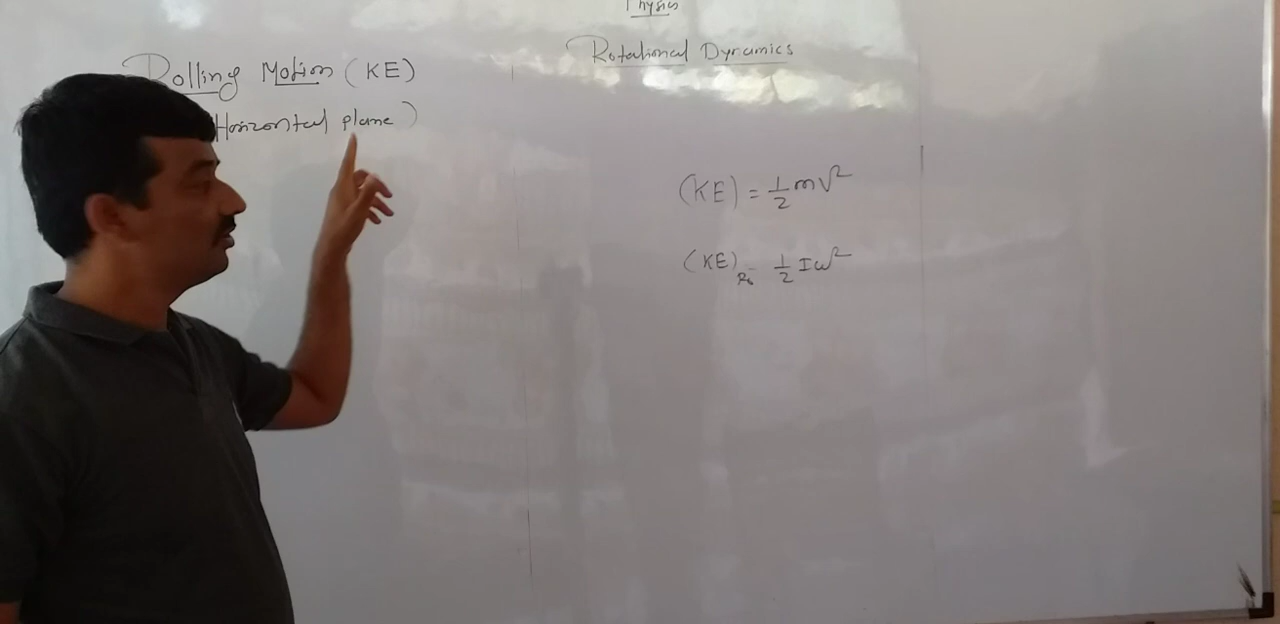 Physics
Rotational Dynamics
Rolling Motion (KE)
Horizontal plane)
(KE) = 1/2 mv²
(KE) 1/2 Iω²